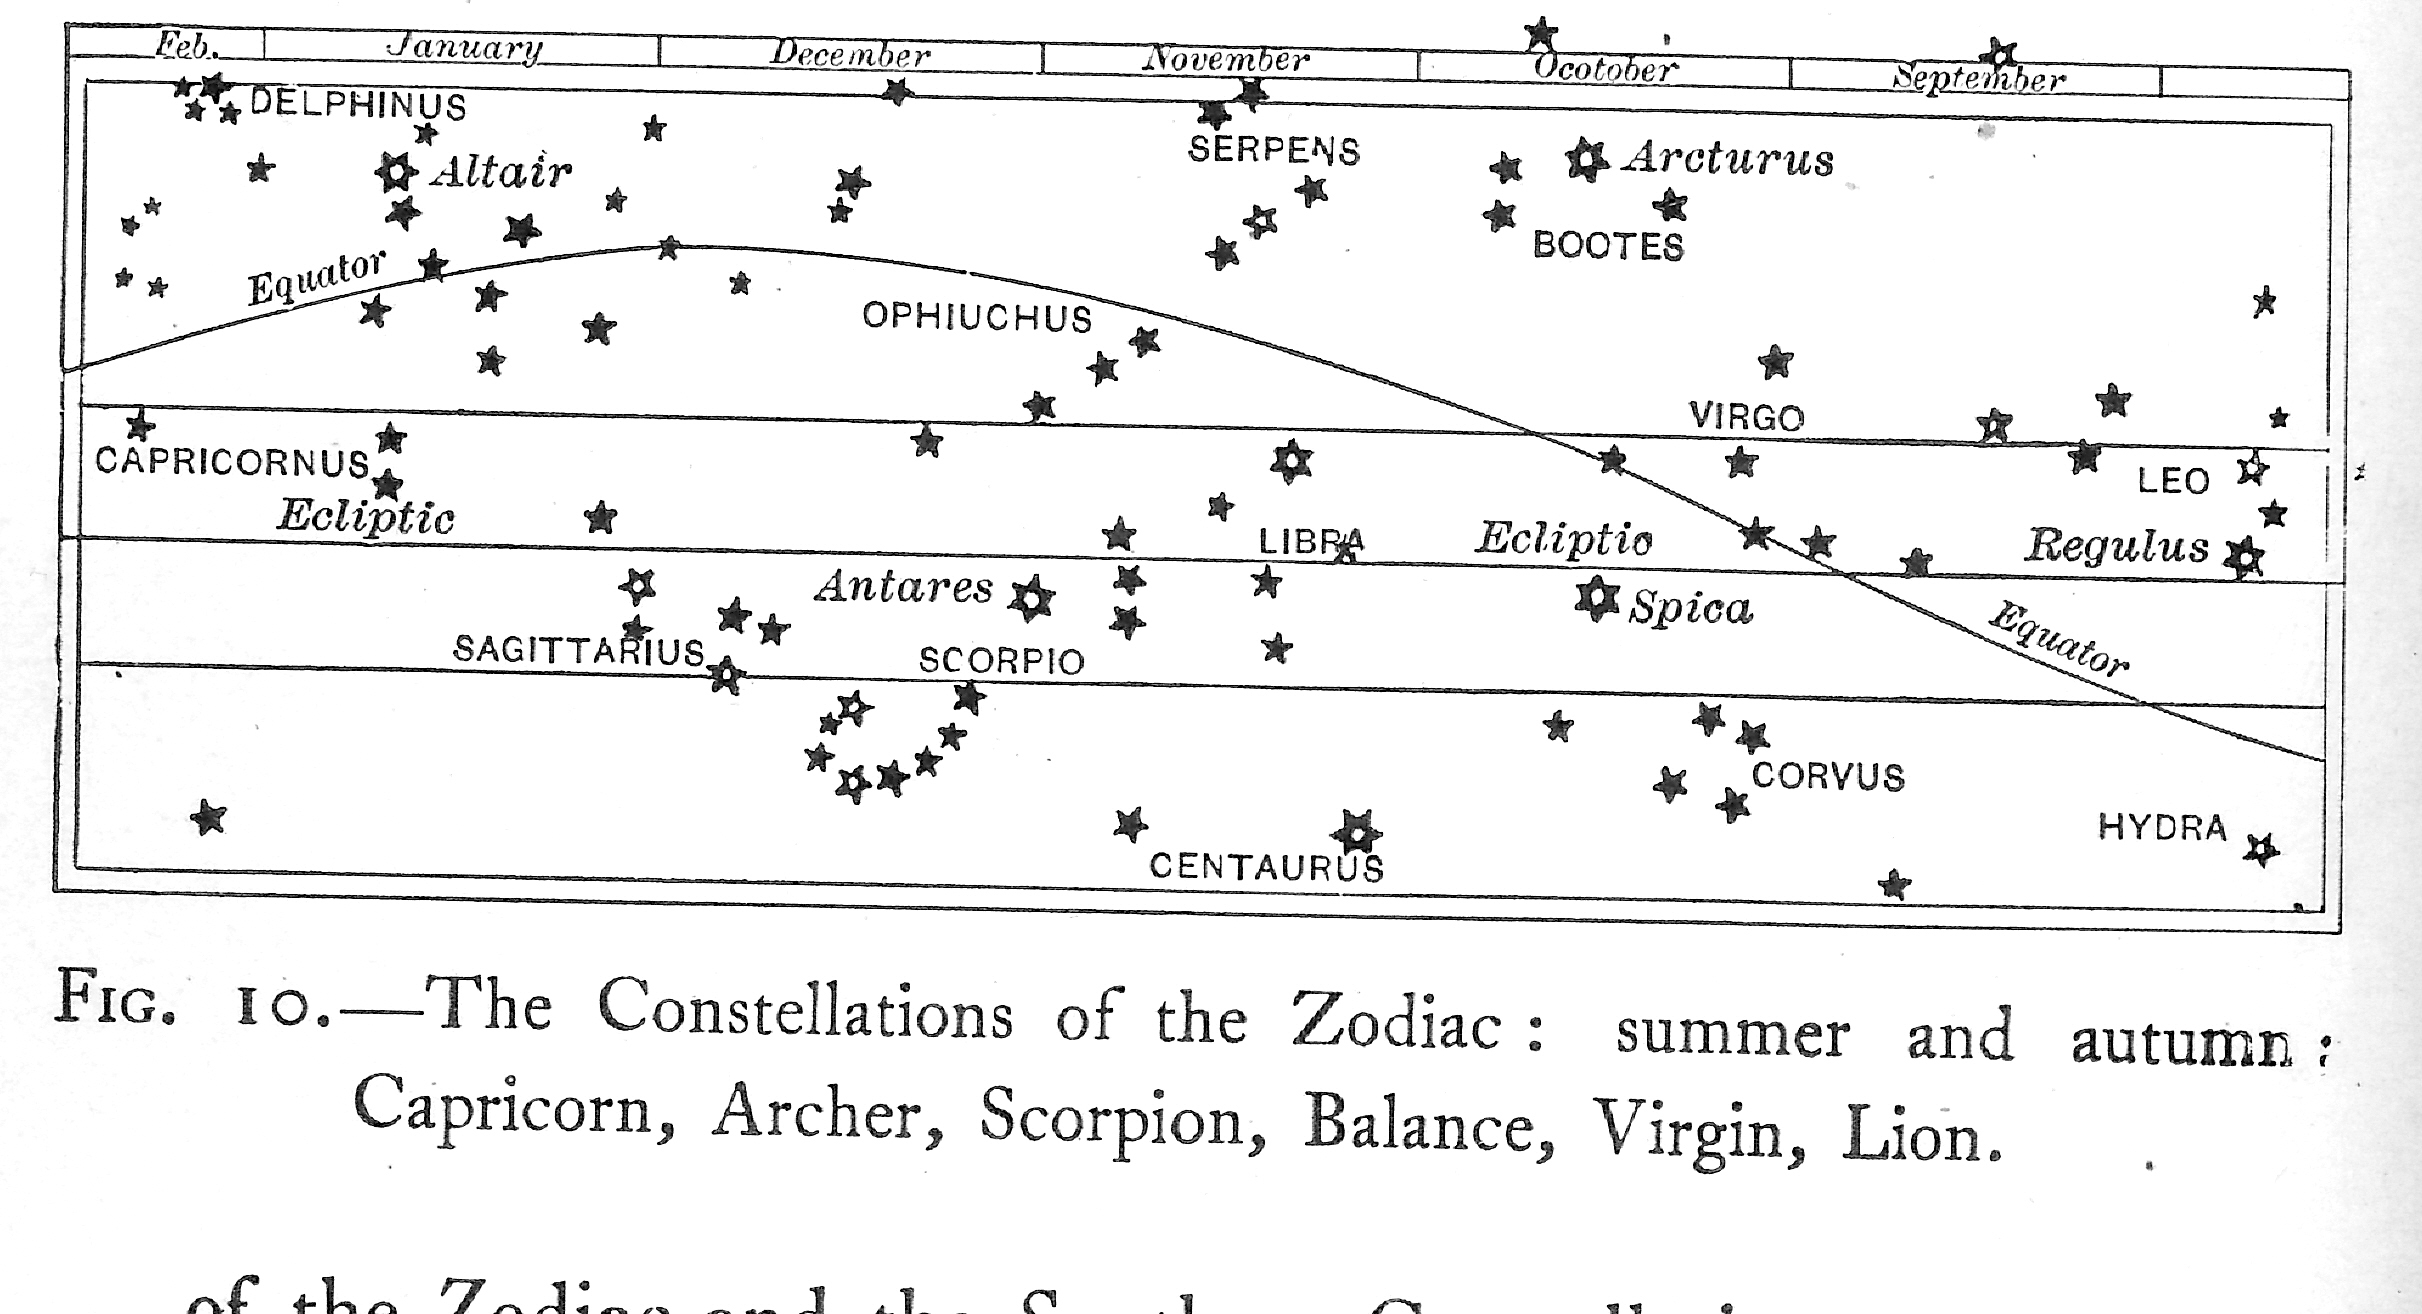 Feb. January December November Ocotober September
DELPHINUS
SERPENS
Altair
Arcturus
BOOTES
Equator
OPHIUCHUS
VIRGO
CAPRICORNUS
LEO
Ecliptic
LIBRA
Ecliptio
Regulus
Antares
Spica
Equator
SAGITTARIUS
SCORPIO
CORVUS
HYDRA
CENTAURUS
FIG. 10.—The Constellations of the Zodiac: summer and autumn:
Capricorn, Archer, Scorpion, Balance, Virgin, Lion.